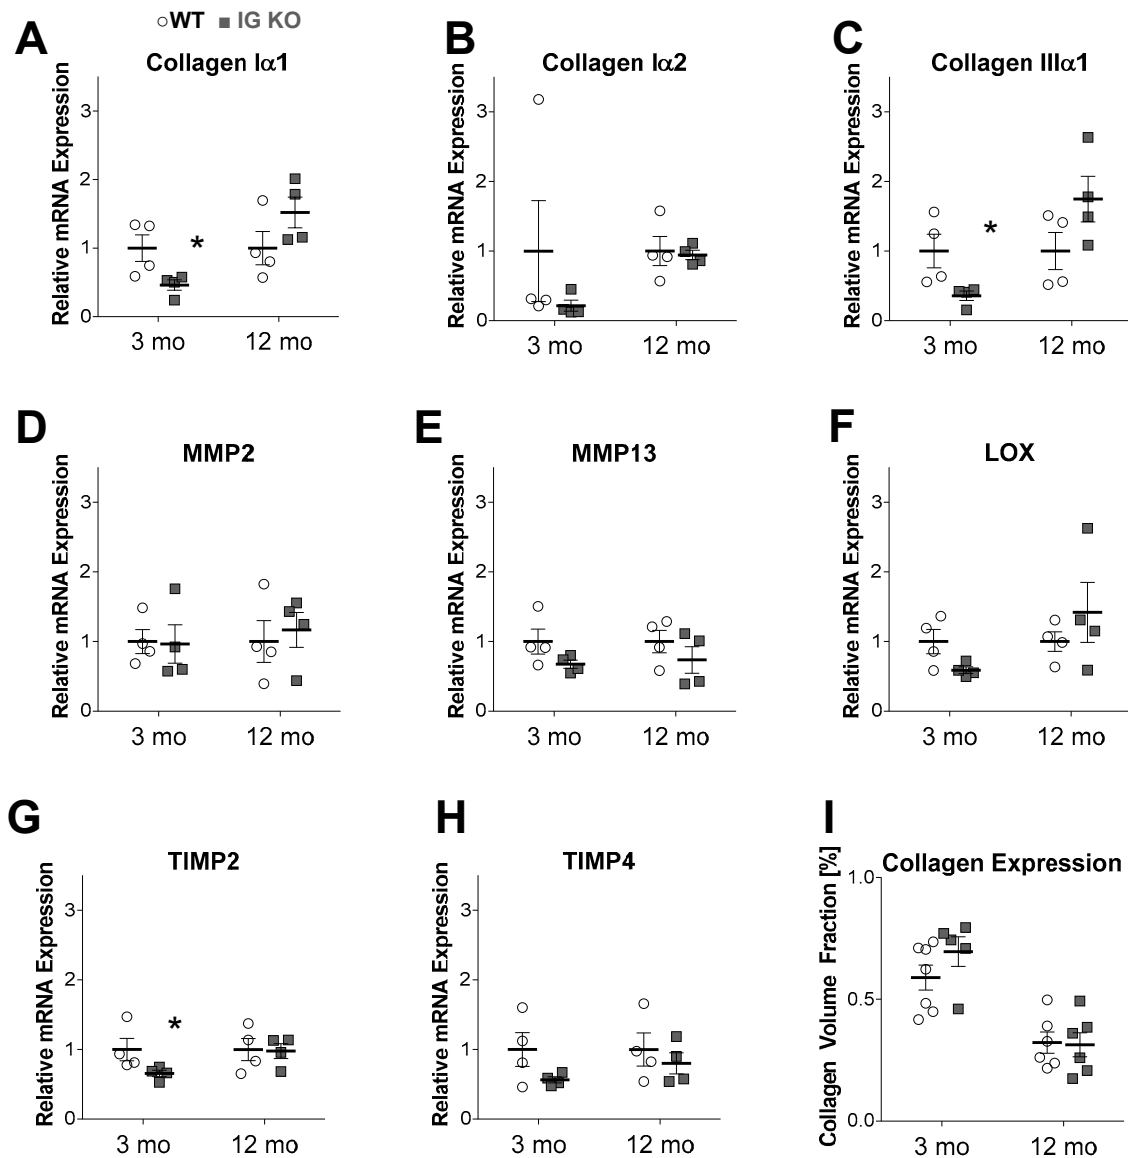 ○WT ■ IG KO
A
Collagen Iα1
Relative mRNA Expression
3
2
1
0
3 mo
12 mo
*
B
Collagen Iα2
Relative mRNA Expression
3
2
1
0
3 mo
12 mo
C
Collagen IIIα1
Relative mRNA Expression
3
2
1
0
3 mo
12 mo
*
D
MMP2
Relative mRNA Expression
3
2
1
0
3 mo
12 mo
E
MMP13
Relative mRNA Expression
3
2
1
0
3 mo
12 mo
F
LOX
Relative mRNA Expression
3
2
1
0
3 mo
12 mo
G
TIMP2
Relative mRNA Expression
3
2
1
0
3 mo
12 mo
*
H
TIMP4
Relative mRNA Expression
3
2
1
0
3 mo
12 mo
I
Collagen Expression
Collagen Volume Fraction [%]
1.0
0.5
0.0
3 mo
12 mo